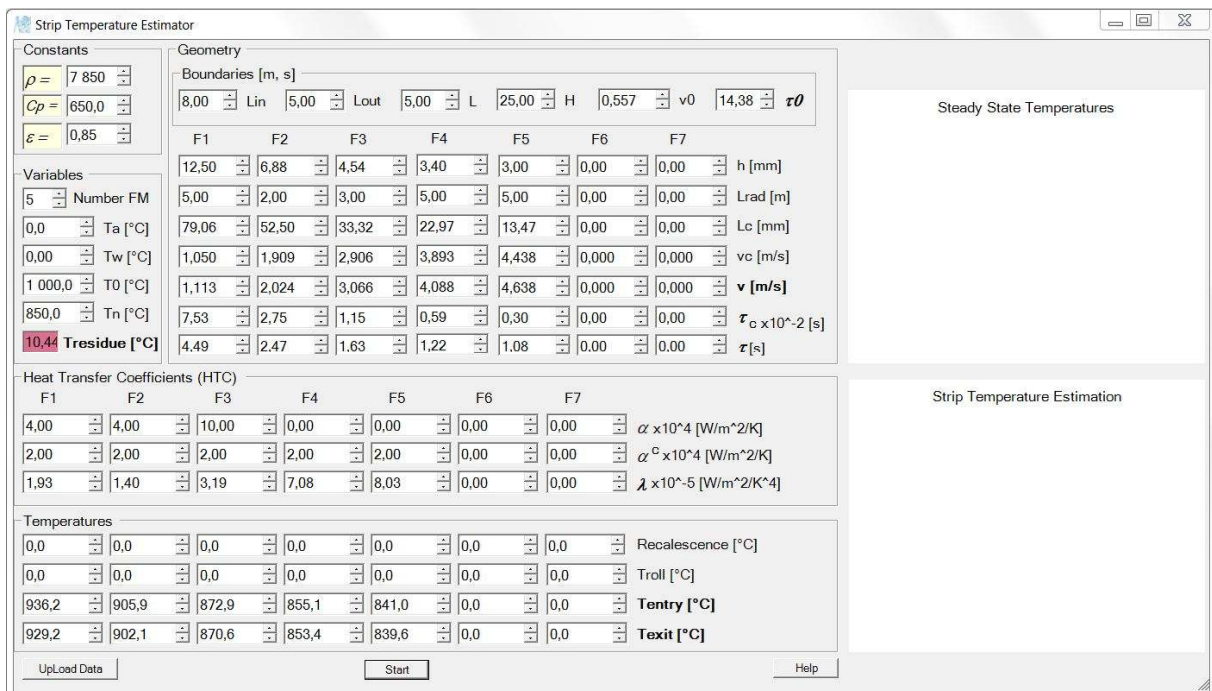 Strip Temperature Estimator
Constants
ρ = 7 850
Cp = 650,0
ε = 0,85
Variables
5 Number FM
0,0 Ta [°C]
0,00 Tw [°C]
1 000,0 T0 [°C]
850,0 Tn [°C]
10,44 Tresidue [°C]
Geometry
Boundaries [m, s]
8,00 Lin 5,00 Lout 5,00 L 25,00 H 0,557 v0 14,38 τ0
F1 F2 F3 F4 F5 F6 F7
12,50 6,88 4,54 3,40 3,00 0,00 0,00 h [mm]
5,00 2,00 3,00 5,00 5,00 0,00 0,00 Lrad [m]
79,06 52,50 33,32 22,97 13,47 0,00 0,00 Lc [mm]
1,050 1,909 2,906 3,893 4,438 0,000 0,000 vc [m/s]
1,113 2,024 3,066 4,088 4,638 0,000 0,000 v [m/s]
7,53 2,75 1,15 0,59 0,30 0,00 0,00 τ c x10^-2 [s]
4.49 2.47 1.63 1,22 1.08 0.00 0.00 τ[s]
Heat Transfer Coefficients (HTC)
F1 F2 F3 F4 F5 F6 F7
4,00 4,00 10,00 0,00 0,00 0,00 0,00 α x10^4 [W/m^2/K]
2,00 2,00 2,00 2,00 2,00 0,00 0,00 α c x10^4 [W/m^2/K]
1,93 1,40 3,19 7,08 8,03 0,00 0,00 λ x10^-5 [W/m^2/K^4]
Temperatures
0,0 0,0 0,0 0,0 0,0 0,0 0,0 Recalescence [°C]
0,0 0,0 0,0 0,0 0,0 0,0 0,0 Troll [°C]
936,2 905,9 872,9 855,1 841,0 0,0 0,0 Tentry [°C]
929,2 902,1 870,6 853,4 839,6 0,0 0,0 Texit [°C]
UpLoad Data Start Help
Steady State Temperatures
Strip Temperature Estimation